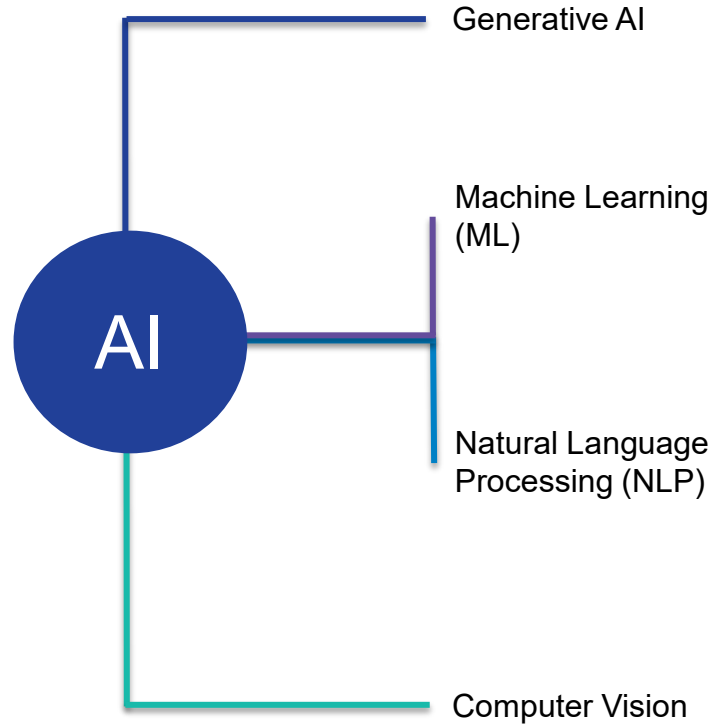 Generative AI
Machine Learning
(ML)
AI
Natural Language
Processing (NLP)
Computer Vision